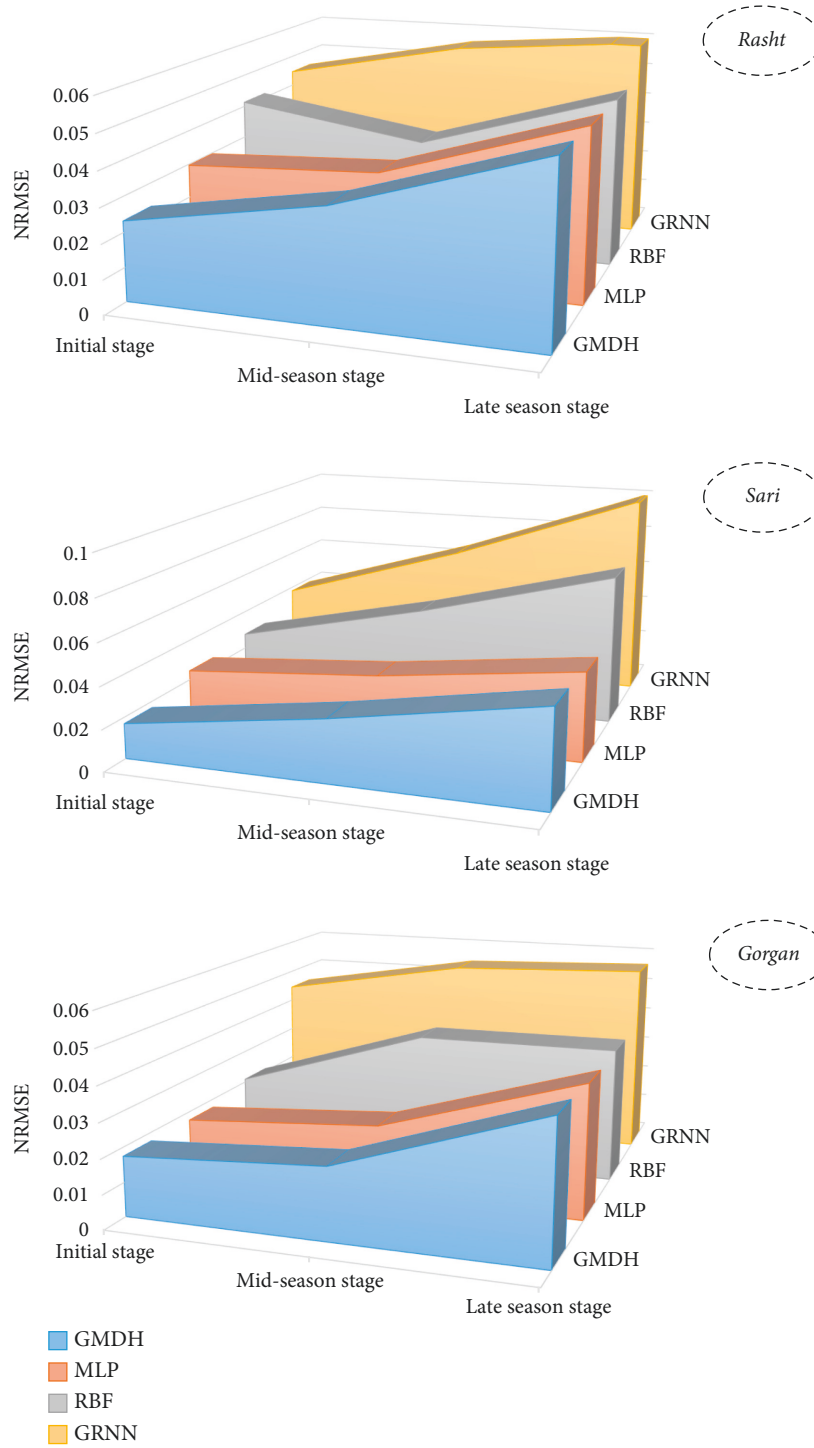 Rasht
0.06
0.05
0.04
0.03
0.02
0.01
0
NRMSE
GRNN
RBF
MLP
GMDH
Initial stage
Mid-season stage
Late season stage
Sari
0.1
0.08
0.06
0.04
0.02
0
NRMSE
GRNN
RBF
MLP
GMDH
Initial stage
Mid-season stage
Late season stage
Gorgan
0.06
0.05
0.04
0.03
0.02
0.01
0
NRMSE
GRNN
RBF
MLP
GMDH
Initial stage
Mid-season stage
Late season stage
GMDH
MLP
RBF
GRNN